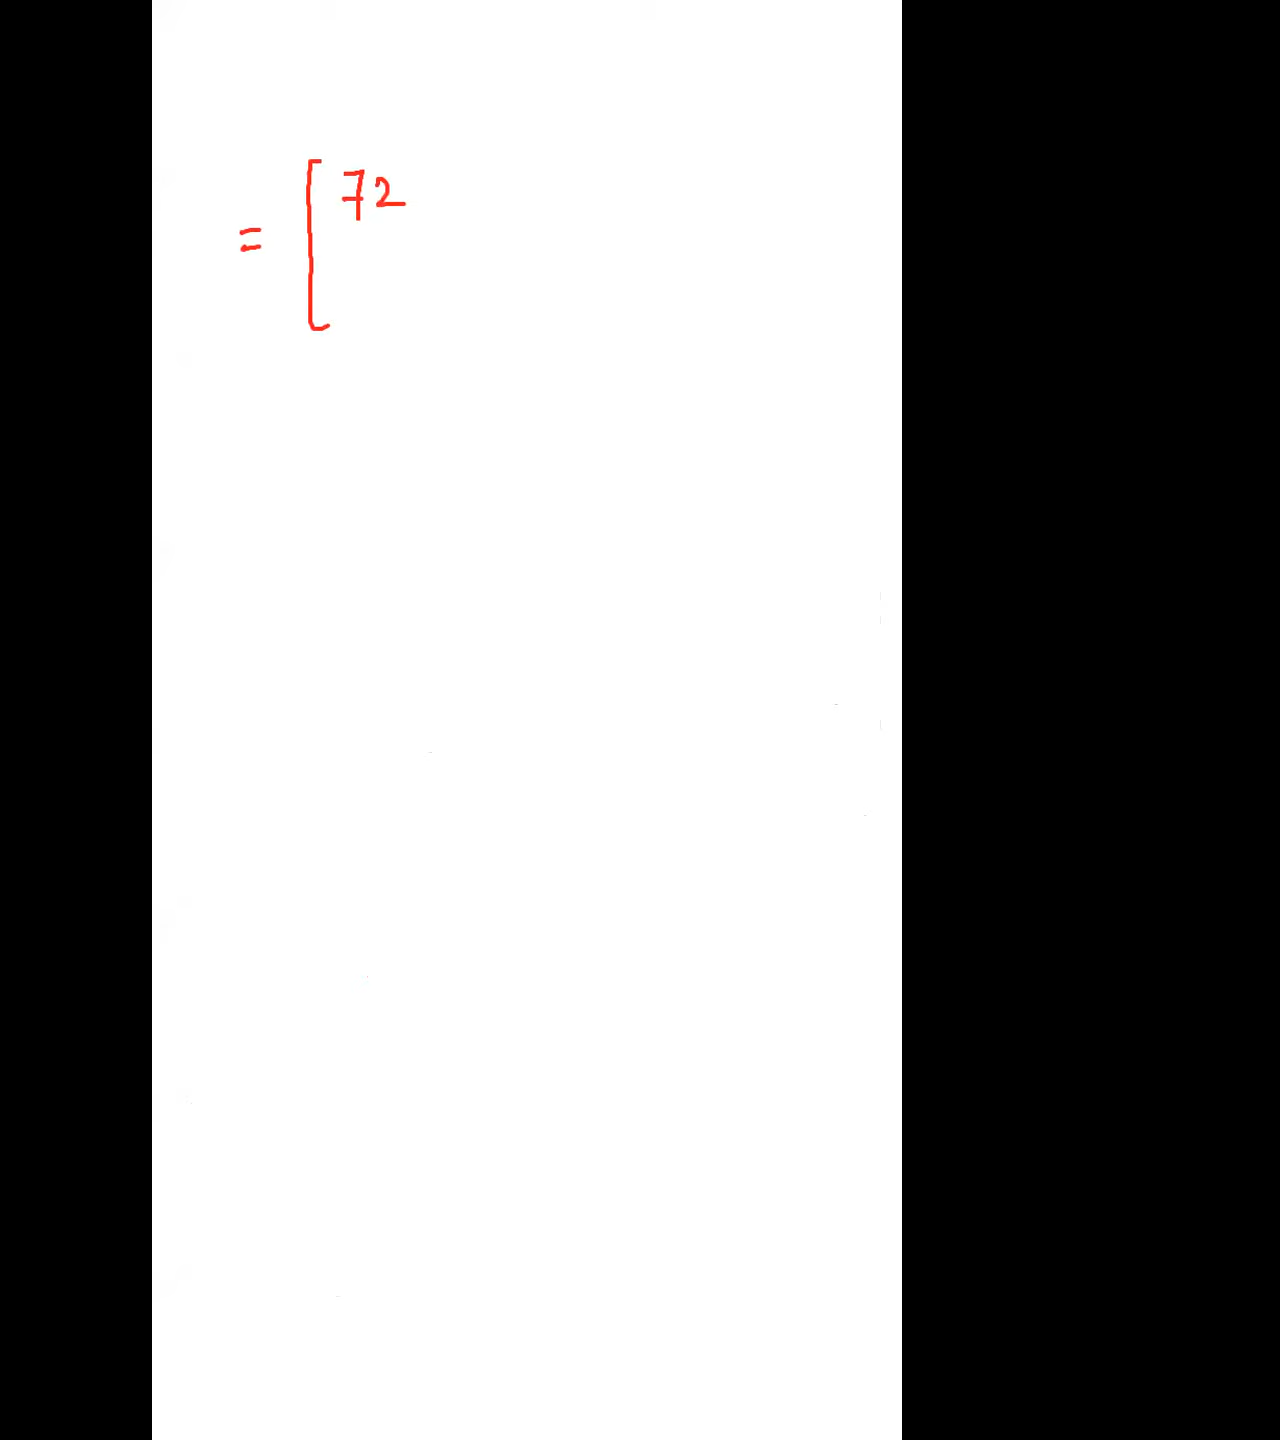 = [ 72